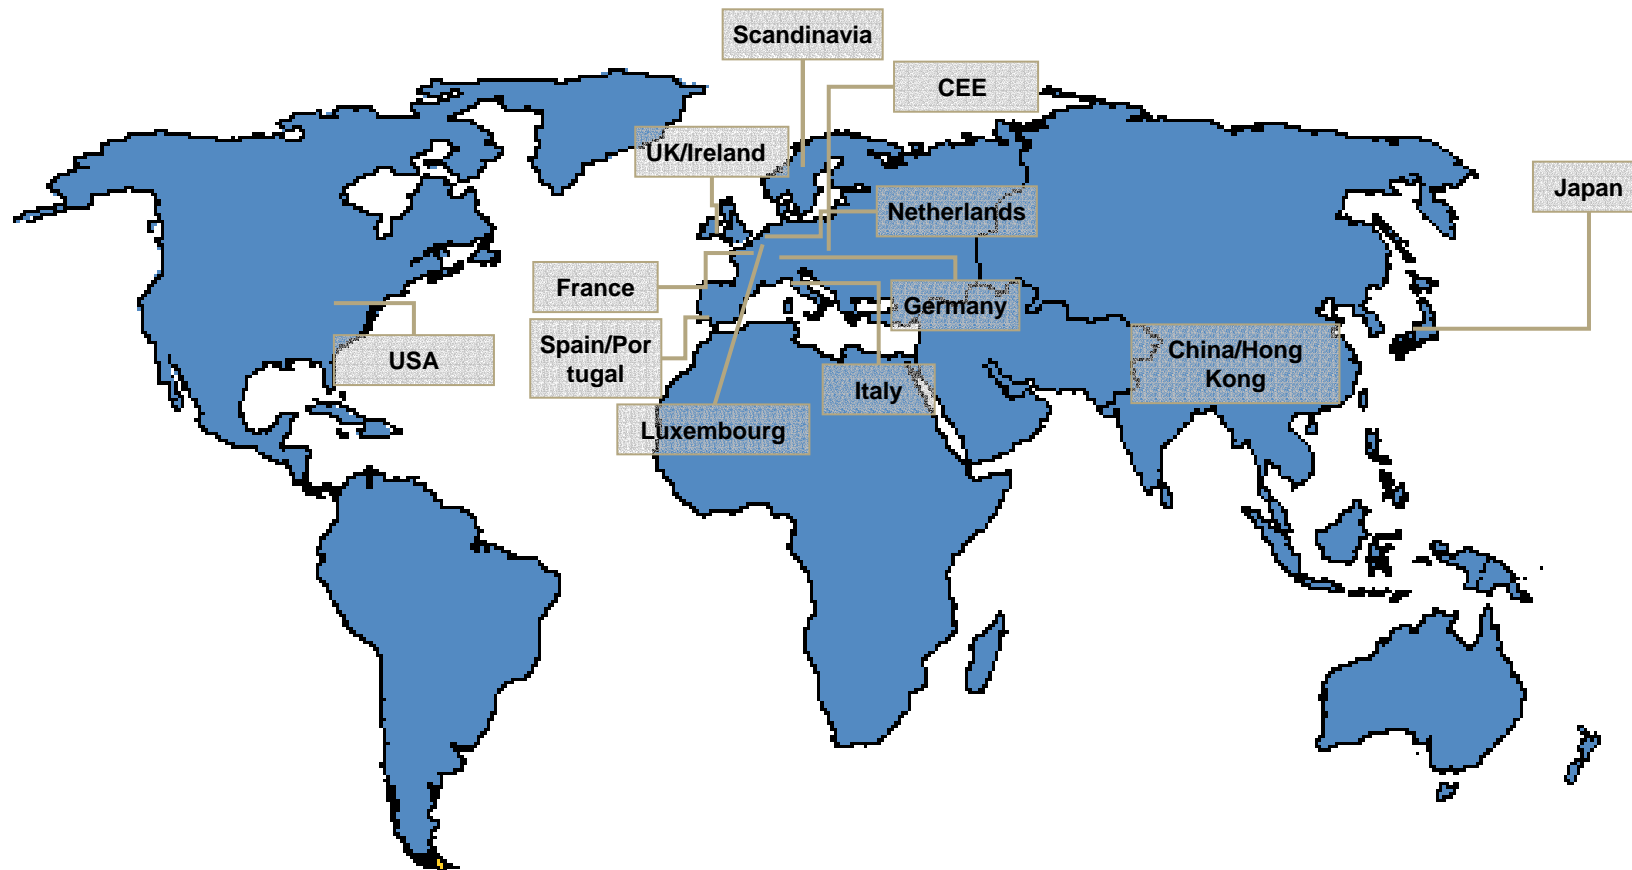 Scandinavia
CEE
UK/Ireland
Japan
Netherlands
France
Germany
Spain/Por
tugal
USA
China/Hong
Kong
Italy
Luxembourg